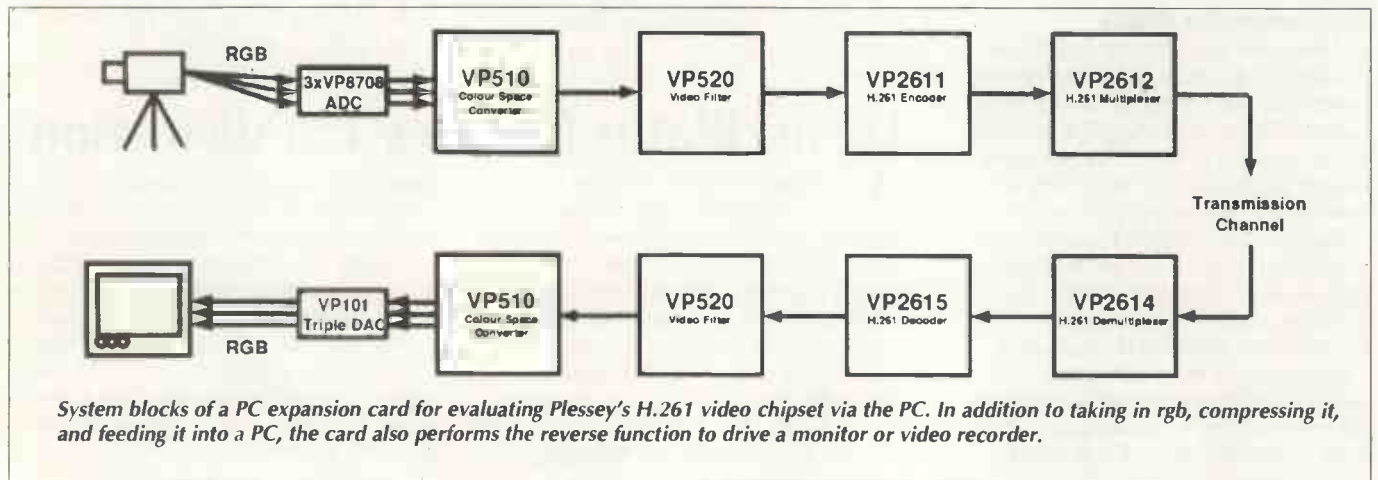 RGB
3xVP8708
ADC
VP510
Colour Space
Converter
VP520
Video Filter
VP2611
H.261 Encoder
VP2612
H.261 Multiplexer
Transmission
Channel
VP101
Triple DAC
RGB
VP510
Colour Space
Converter
VP520
Video Filter
VP2615
H.261 Decoder
VP2614
H.261 Demultiplexer
System blocks of a PC expansion card for evaluating Plessey's H.261 video chipset via the PC. In addition to taking in rgb, compressing it,
and feeding it into a PC, the card also performs the reverse function to drive a monitor or video recorder.